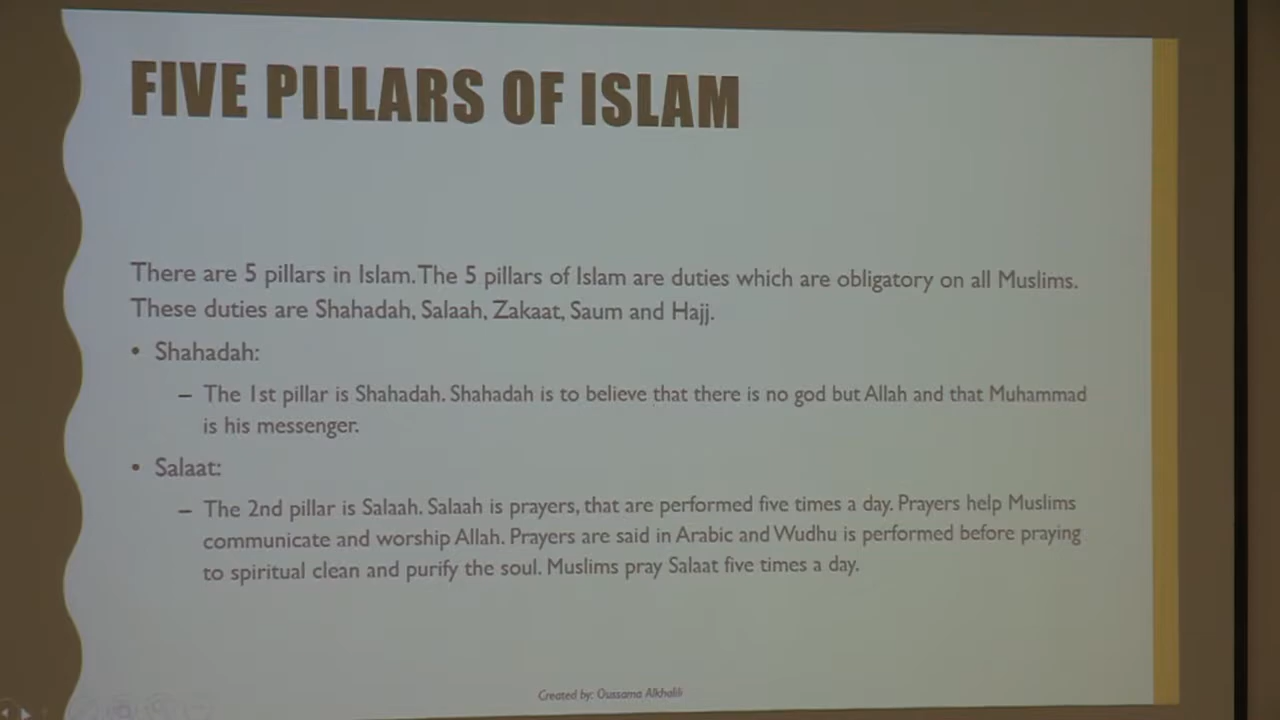 FIVE PILLARS OF ISLAM
There are 5 pillars in Islam. The 5 pillars of Islam are duties which are obligatory on all Muslims.
These duties are Shahadah, Salaah, Zakaat, Saum and Hajj.
• Shahadah:
– The 1st pillar is Shahadah. Shahadah is to believe that there is no god but Allah and that Muhammad
is his messenger.
• Salaat:
– The 2nd pillar is Salaah. Salaah is prayers, that are performed five times a day. Prayers help Muslims
communicate and worship Allah. Prayers are said in Arabic and Wudhu is performed before praying
to spiritual clean and purify the soul. Muslims pray Salaat five times a day.
Created by: Oussama Alkhalili